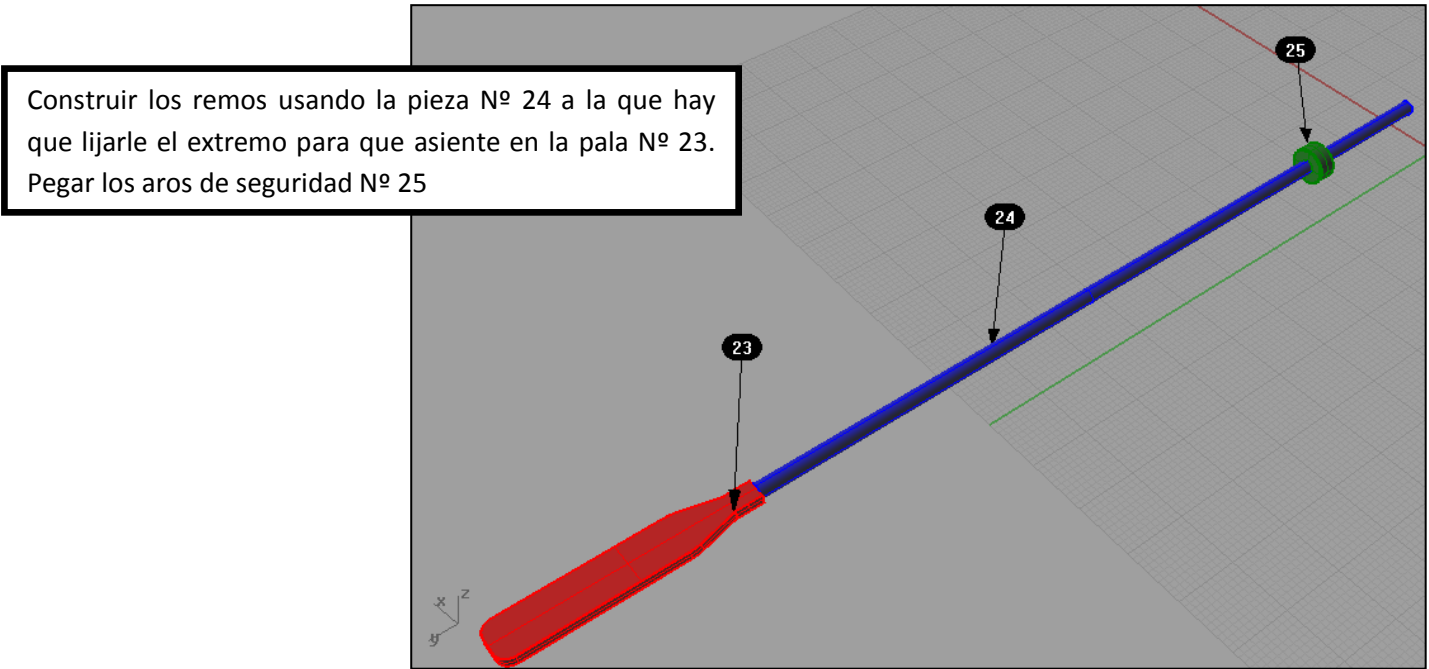 Construir los remos usando la pieza Nº 24 a la que hay
que lijarle el extremo para que asiente en la pala Nº 23.
Pegar los aros de seguridad Nº 25
25
24
23
x
z
y